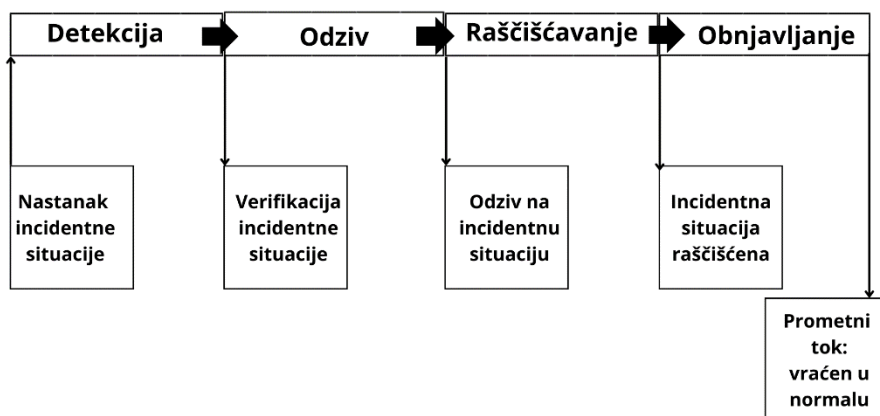 Detekcija
Odziv
Raščišćavanje
Obnjavljanje
Nastanak
incidentne
situacije
Verifikacija
incidentne
situacije
Odziv na
incidentnu
situaciju
Incidentna
situacija
raščišćena
Prometni
tok:
vraćen u
normalu